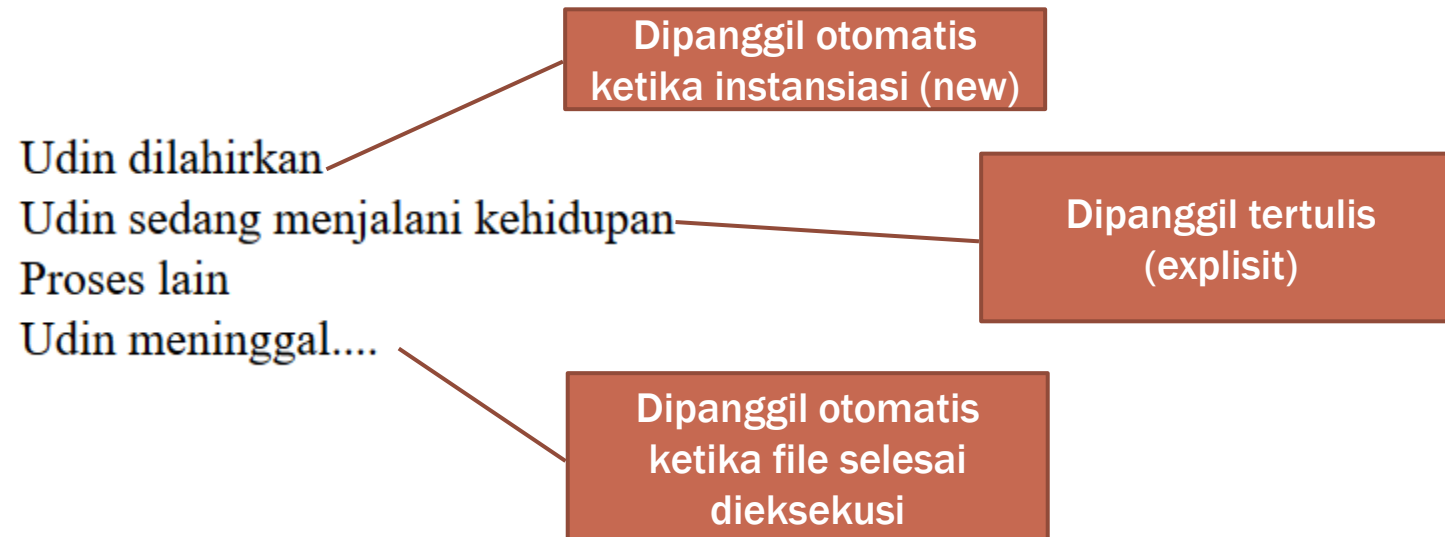 Dipanggil otomatis
ketika instansiasi (new)
Udin dilahirkan
Udin sedang menjalani kehidupan
Proses lain
Udin meninggal....
Dipanggil tertulis
(explisit)
Dipanggil otomatis
ketika file selesai
dieksekusi